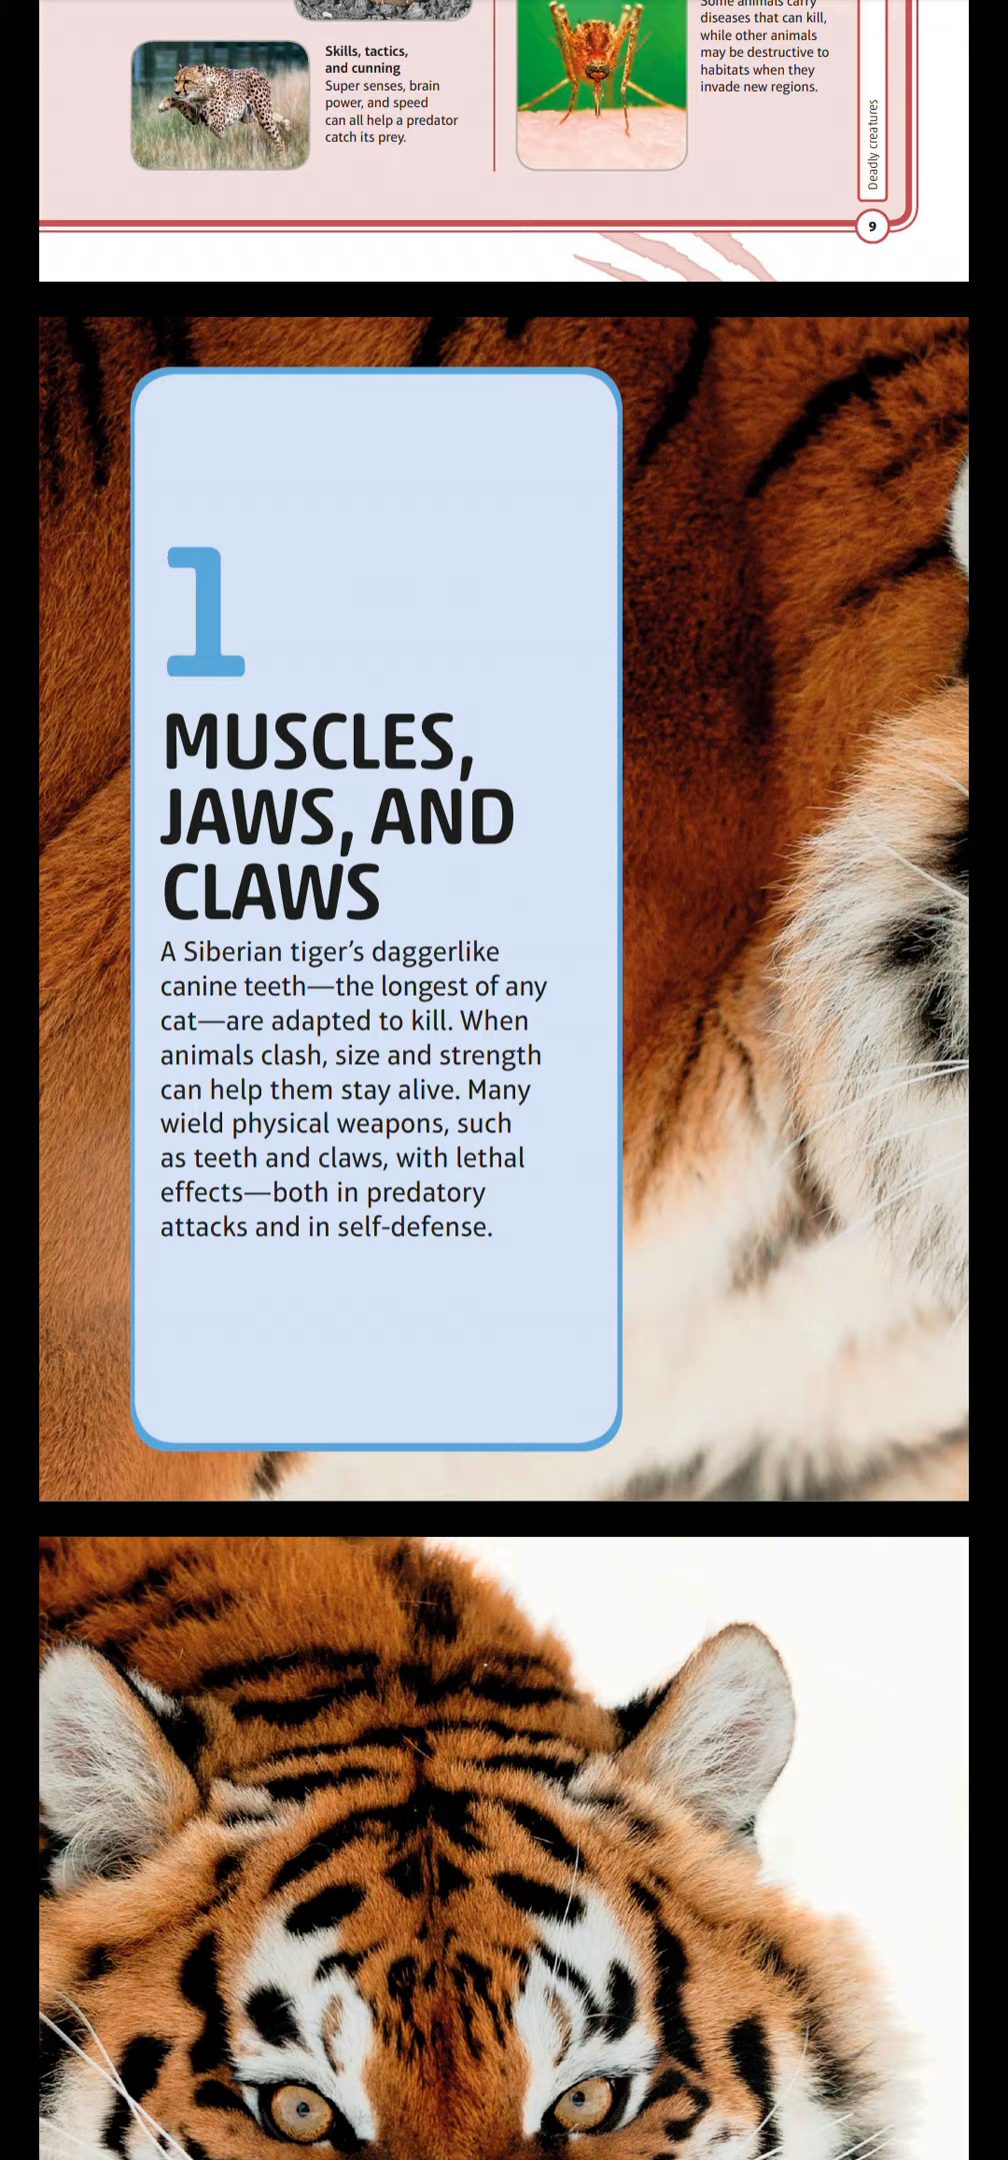 Skills, tactics,
and cunning
Super senses, brain
power, and speed
can all help a predator
catch its prey.
Some animals carry
diseases that can kill,
while other animals
may be destructive to
habitats when they
invade new regions.
Deadly creatures
9
1
MUSCLES,
JAWS, AND
CLAWS
A Siberian tiger’s daggerlike
canine teeth—the longest of any
cat—are adapted to kill. When
animals clash, size and strength
can help them stay alive. Many
wield physical weapons, such
as teeth and claws, with lethal
effects—both in predatory
attacks and in self-defense.